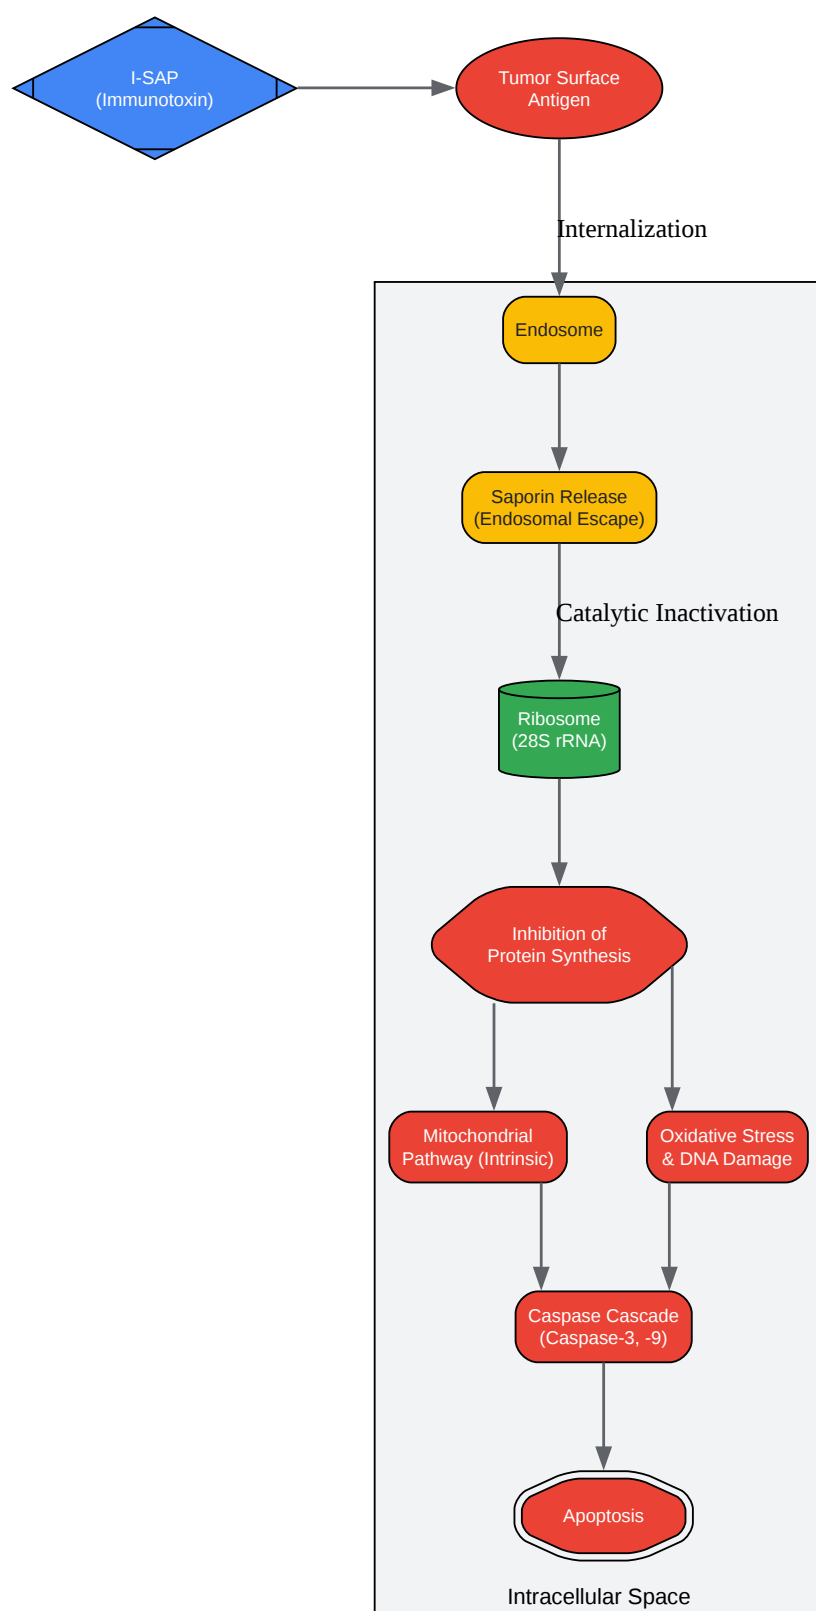 I-SAP
(Immunotoxin)
Tumor Surface
Antigen
Internalization
Endosome
Saporin Release
(Endosomal Escape)
Catalytic Inactivation
Ribosome
(28S rRNA)
Inhibition of
Protein Synthesis
Mitochondrial
Pathway (Intrinsic)
Oxidative Stress
& DNA Damage
Caspase Cascade
(Caspase-3, -9)
Apoptosis
Intracellular Space